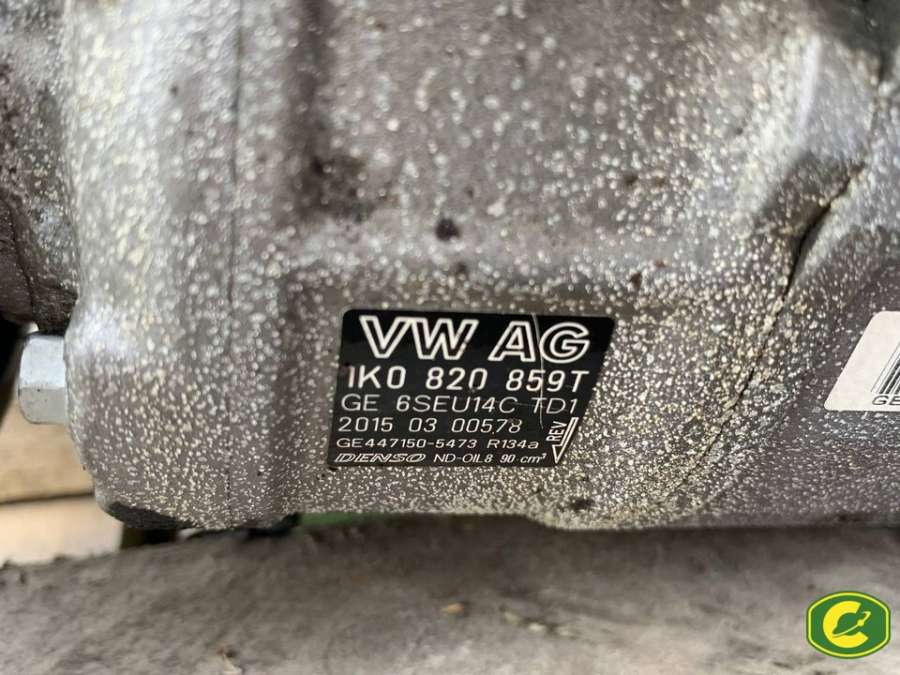 VW AG
1K0 820 859T
GE 6SEU14C TD1
2015 03 00578
REV
GE447150-5473 R134a
DENSO ND-OIL8 90 cm³
GE
C